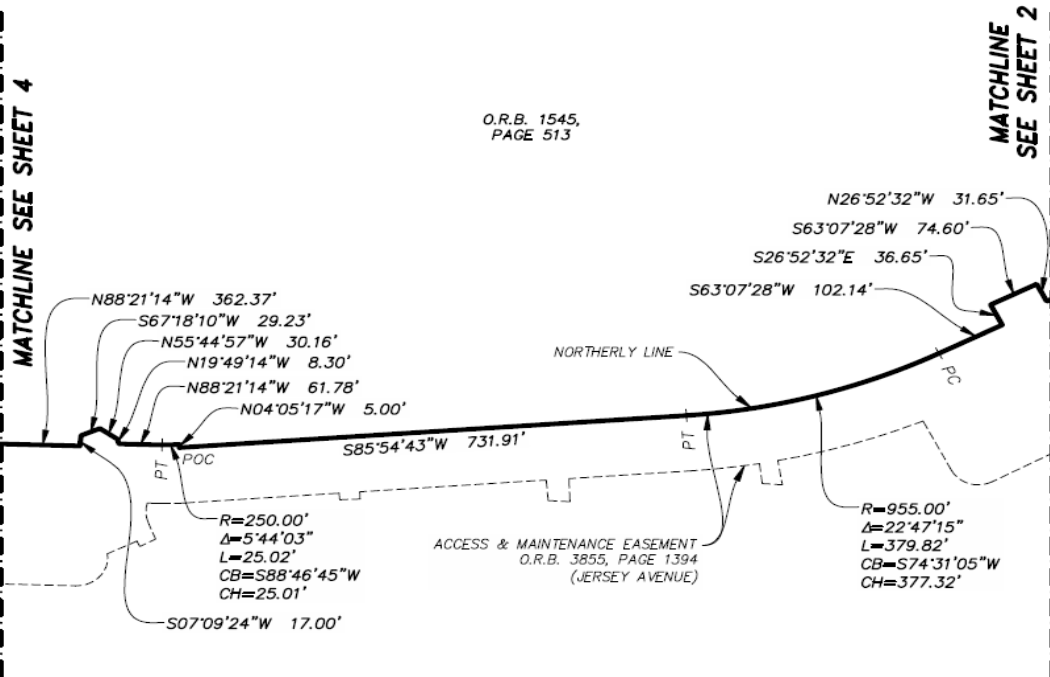 MATCHLINE SEE SHEET 4
MATCHLINE
SEE SHEET 2
O.R.B. 1545,
PAGE 513
N26°52'32"W 31.65'
S63°07'28"W 74.60'
S26°52'32"E 36.65'
S63°07'28"W 102.14'
N88°21'14"W 362.37'
S67°18'10"W 29.23'
N55°44'57"W 30.16'
N19°49'14"W 8.30'
N88°21'14"W 61.78'
N04°05'17"W 5.00'
NORTHERLY LINE
PC
PT
POC
S85°54'43"W 731.91'
PT
R=250.00'
Δ=5°44'03"
L=25.02'
CB=S88°46'45"W
CH=25.01'
S07°09'24"W 17.00'
ACCESS & MAINTENANCE EASEMENT
O.R.B. 3855, PAGE 1394
(JERSEY AVENUE)
R=955.00'
Δ=22°47'15"
L=379.82'
CB=S74°31'05"W
CH=377.32'